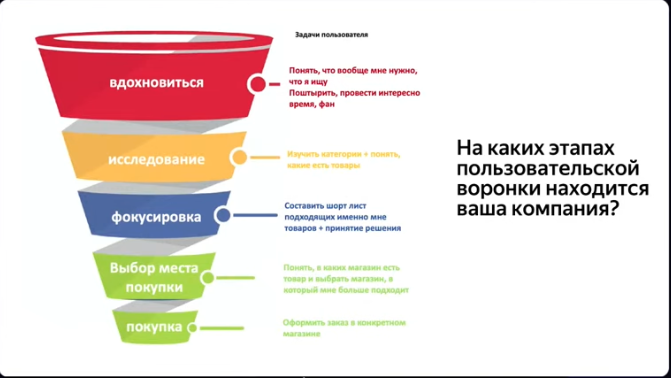 Задачи пользователя
вдохновиться
Понять, что вообще мне нужно,
что я ищу
Поштырить, провести интересно
время, фан
исследование
Изучить категории + понять,
какие есть товары
фокусировка
Составить шорт лист
подходящих именно мне
товаров + принятие решения
Выбор места
покупки
Понять, в каких магазин есть
товар и выбрать магазин, в
который мне больше подходит
покупка
Оформить заказ в конкретном
магазине
На каких этапах
пользовательской
воронки находится
ваша компания?